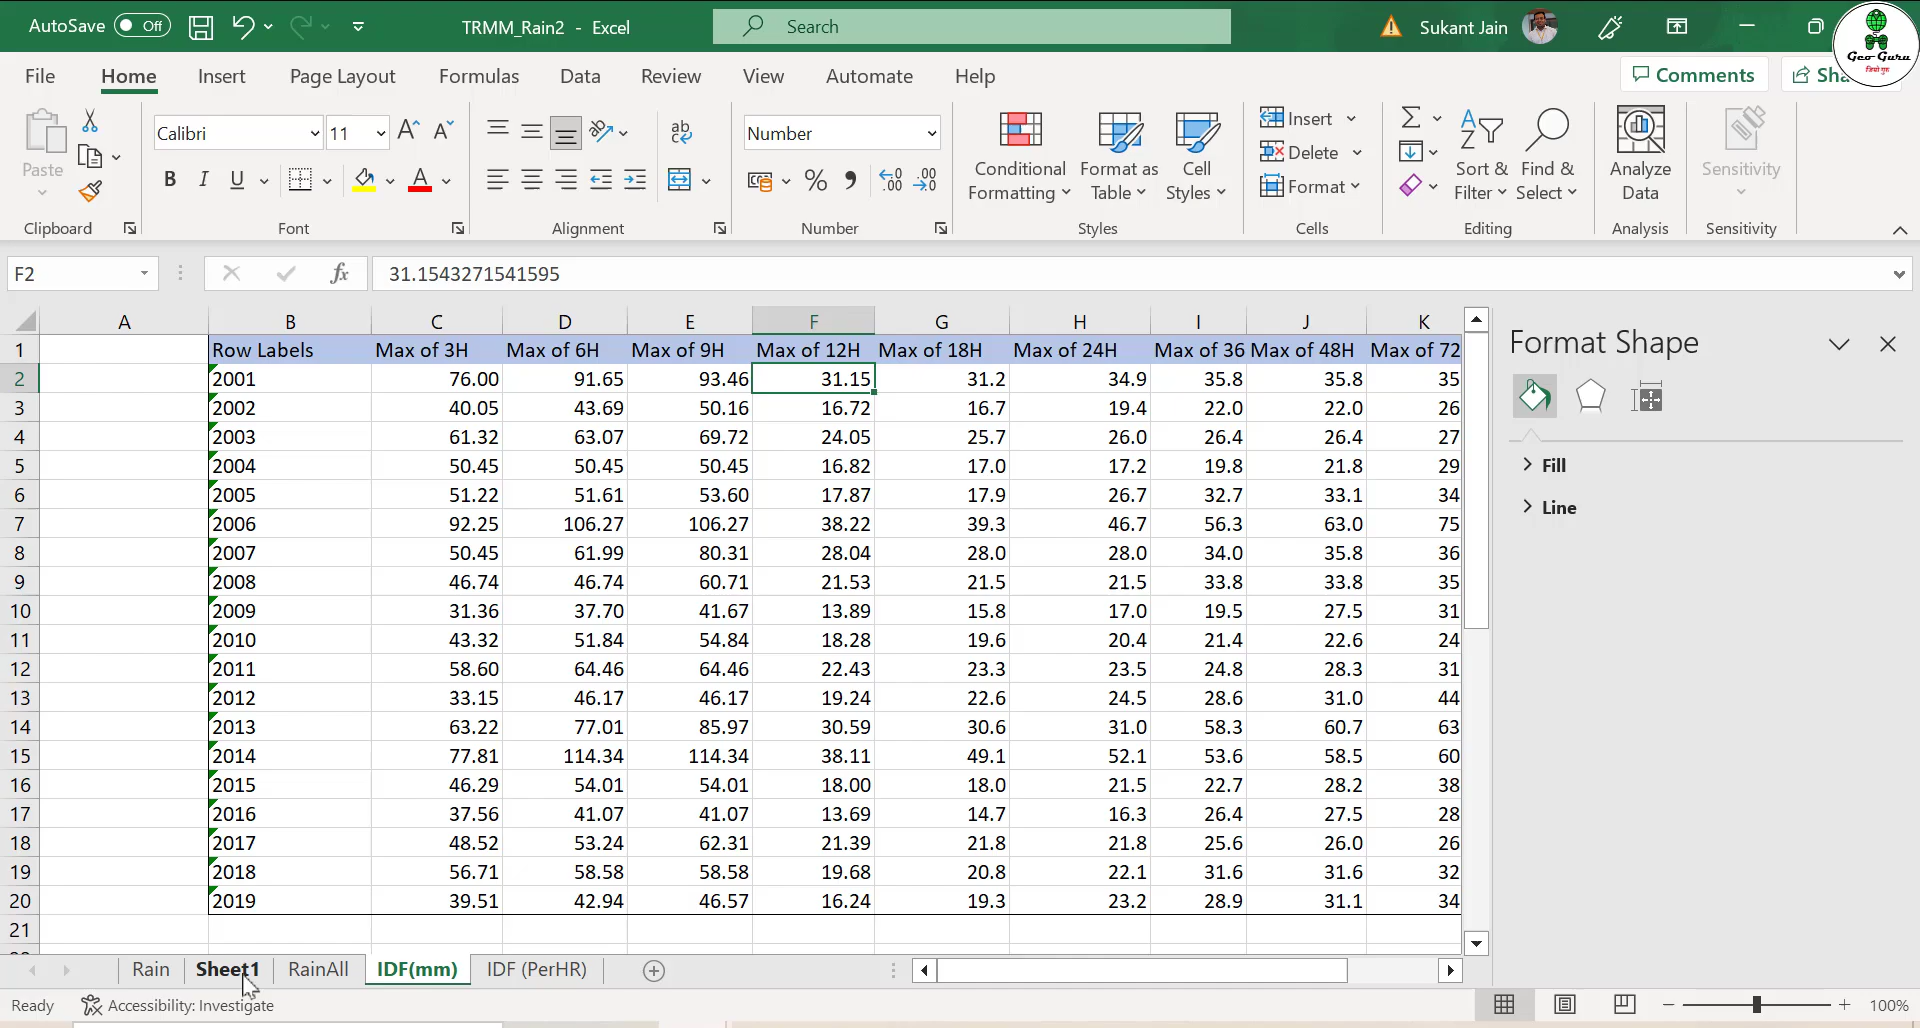 AutoSave Off TRMM_Rain2 - Excel Search Sukant Jain
Geo Guru
जियो गुरु
File Home Insert Page Layout Formulas Data Review View Automate Help Comments Sha
Paste Calibri 11 ab Number Conditional Formatting Format as Table Cell Styles Insert Delete Format Sort & Filter Find & Select Analyze Data Sensitivity
B I U
Clipboard Font Alignment Number Styles Cells Editing Analysis Sensitivity
F2 fx 31.1543271541595
A B C D E F G H I J K
1 Row Labels Max of 3H Max of 6H Max of 9H Max of 12H Max of 18H Max of 24H Max of 36 Max of 48H Max of 72
2 2001 76.00 91.65 93.46 31.15 31.2 34.9 35.8 35.8 35
3 2002 40.05 43.69 50.16 16.72 16.7 19.4 22.0 22.0 26
4 2003 61.32 63.07 69.72 24.05 25.7 26.0 26.4 26.4 27
5 2004 50.45 50.45 50.45 16.82 17.0 17.2 19.8 21.8 29
6 2005 51.22 51.61 53.60 17.87 17.9 26.7 32.7 33.1 34
7 2006 92.25 106.27 106.27 38.22 39.3 46.7 56.3 63.0 75
8 2007 50.45 61.99 80.31 28.04 28.0 28.0 34.0 35.8 36
9 2008 46.74 46.74 60.71 21.53 21.5 21.5 33.8 33.8 35
10 2009 31.36 37.70 41.67 13.89 15.8 17.0 19.5 27.5 31
11 2010 43.32 51.84 54.84 18.28 19.6 20.4 21.4 22.6 24
12 2011 58.60 64.46 64.46 22.43 23.3 23.5 24.8 28.3 31
13 2012 33.15 46.17 46.17 19.24 22.6 24.5 28.6 31.0 44
14 2013 63.22 77.01 85.97 30.59 30.6 31.0 58.3 60.7 63
15 2014 77.81 114.34 114.34 38.11 49.1 52.1 53.6 58.5 60
16 2015 46.29 54.01 54.01 18.00 18.0 21.5 22.7 28.2 38
17 2016 37.56 41.07 41.07 13.69 14.7 16.3 26.4 27.5 28
18 2017 48.52 53.24 62.31 21.39 21.8 21.8 25.6 26.0 26
19 2018 56.71 58.58 58.58 19.68 20.8 22.1 31.6 31.6 32
20 2019 39.51 42.94 46.57 16.24 19.3 23.2 28.9 31.1 34
21
Format Shape
Fill
Line
Rain Sheet1 RainAll IDF(mm) IDF (PerHR)
Ready Accessibility: Investigate 100%